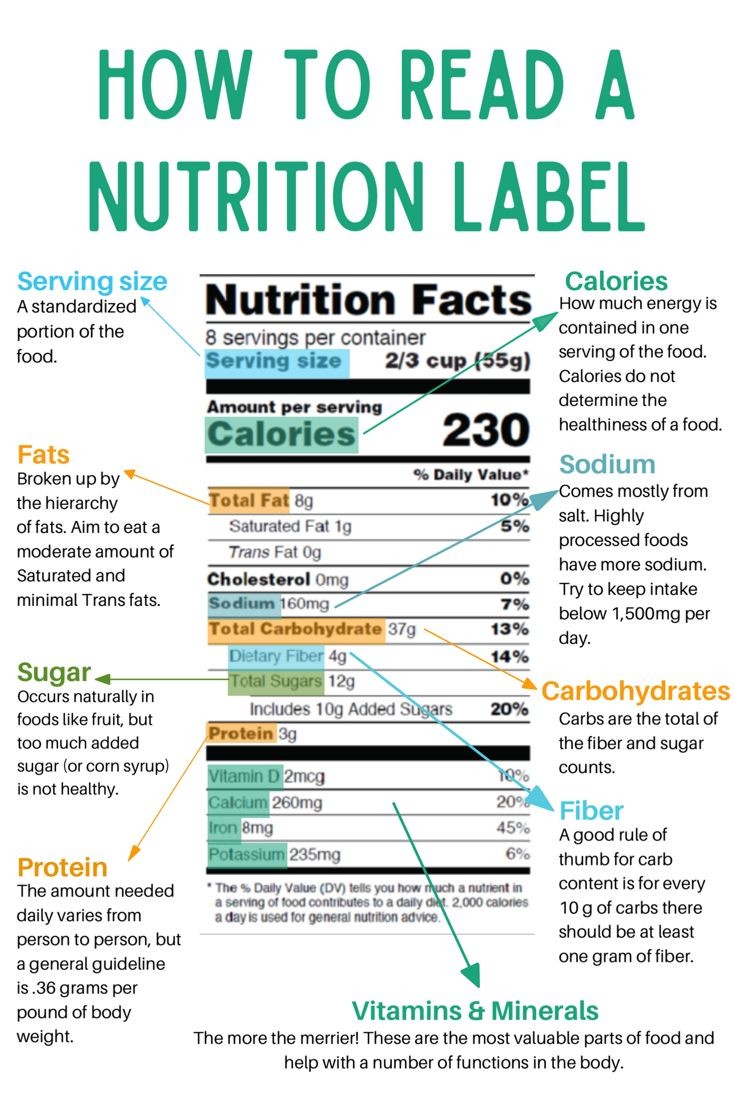 HOW TO READ A
NUTRITION LABEL
Serving size
A standardized
portion of the
food.
Fats
Broken up by
the hierarchy
of fats. Aim to eat a
moderate amount of
Saturated and
minimal Trans fats.
Sugar
Occurs naturally in
foods like fruit, but
too much added
sugar (or corn syrup)
is not healthy.
Protein
The amount needed
daily varies from
person to person, but
a general guideline
is .36 grams per
pound of body
weight.
Nutrition Facts
8 servings per container
Serving size 2/3 cup (55g)
Amount per serving
Calories 230
% Daily Value*
Total Fat 8g 10%
Saturated Fat 1g 5%
Trans Fat 0g
Cholesterol 0mg 0%
Sodium 160mg 7%
Total Carbohydrate 37g 13%
Dietary Fiber 4g 14%
Total Sugars 12g
Includes 10g Added Sugars 20%
Protein 3g
Vitamin D 2mcg 10%
Calcium 260mg 20%
Iron 8mg 45%
Potassium 235mg 6%
* The % Daily Value (DV) tells you how much a nutrient in
a serving of food contributes to a daily diet. 2,000 calories
a day is used for general nutrition advice.
Calories
How much energy is
contained in one
serving of the food.
Calories do not
determine the
healthiness of a food.
Sodium
Comes mostly from
salt. Highly
processed foods
have more sodium.
Try to keep intake
below 1,500mg per
day.
Carbohydrates
Carbs are the total of
the fiber and sugar
counts.
Fiber
A good rule of
thumb for carb
content is for every
10 g of carbs there
should be at least
one gram of fiber.
Vitamins & Minerals
The more the merrier! These are the most valuable parts of food and
help with a number of functions in the body.